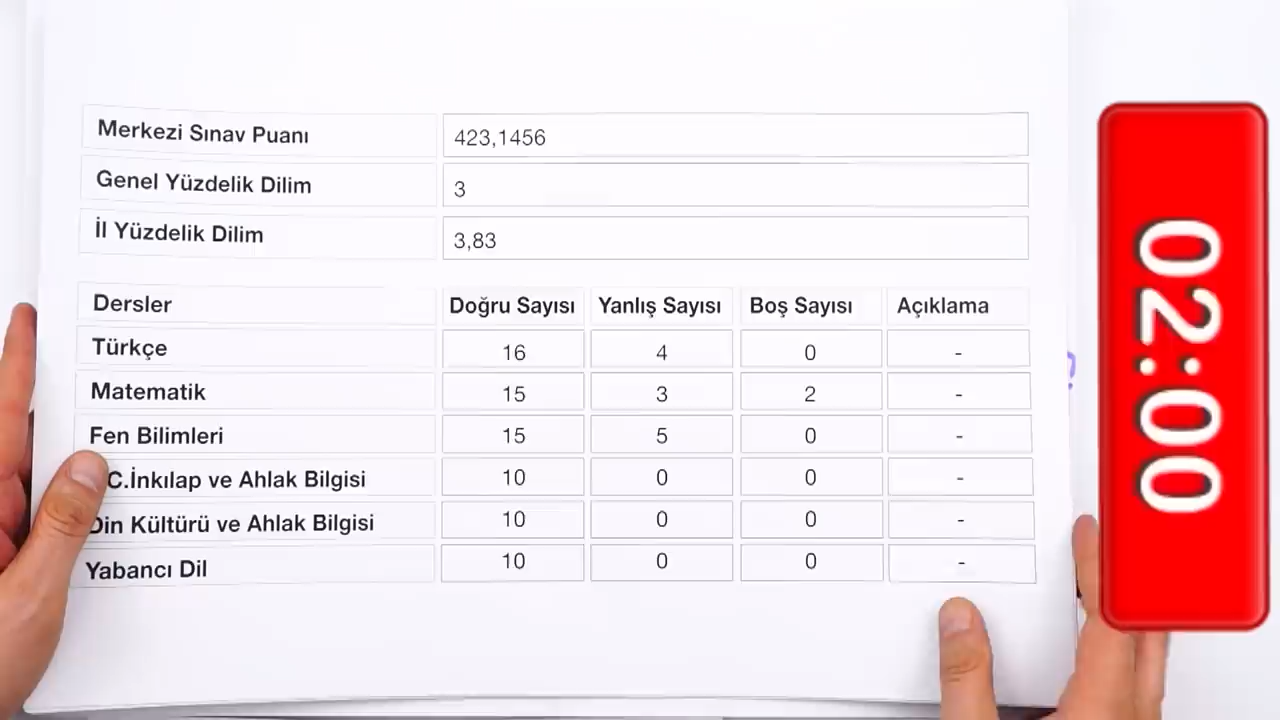 Merkezi Sınav Puanı 423,1456
Genel Yüzdelik Dilim 3
İl Yüzdelik Dilim 3,83
Dersler Doğru Sayısı Yanlış Sayısı Boş Sayısı Açıklama
Türkçe 16 4 0 -
Matematik 15 3 2 -
Fen Bilimleri 15 5 0 -
C.İnkılap ve Ahlak Bilgisi 10 0 0 -
Din Kültürü ve Ahlak Bilgisi 10 0 0 -
Yabancı Dil 10 0 0 -
02:00